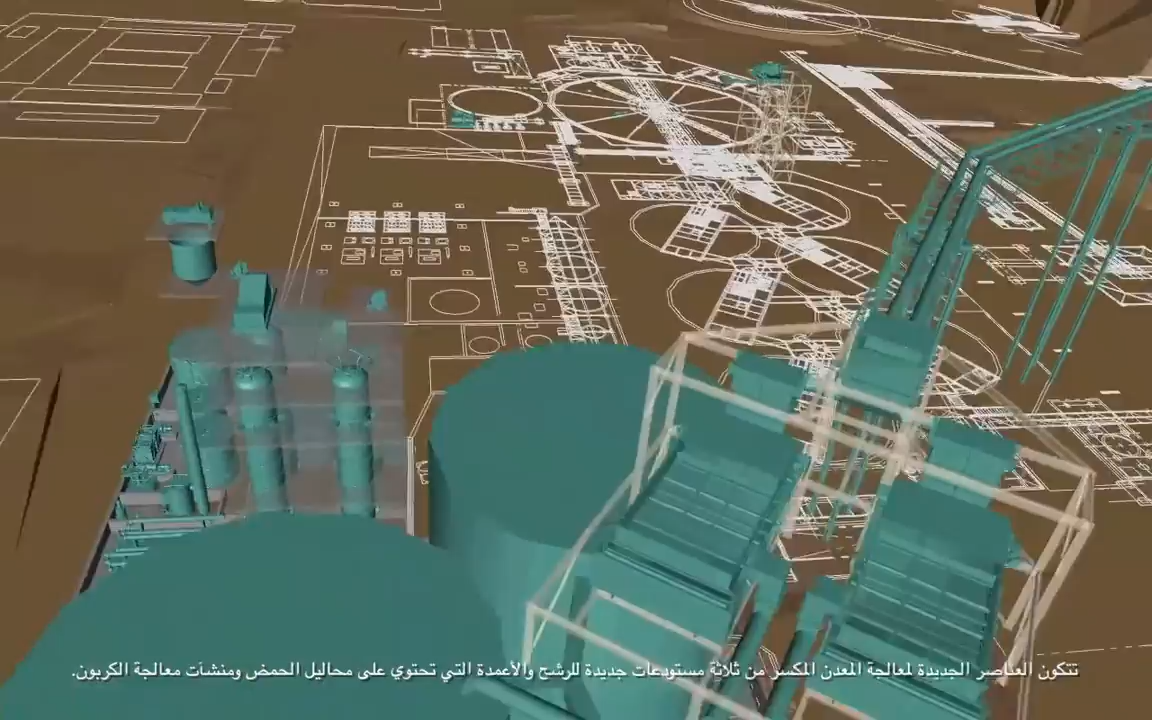 تتكون العناصر الجديدة لمعالجة المعدن المكسر من ثلاثة مستودعات جديدة للرشح والأعمدة التي تحتوي على محاليل الحمض ومنشآت معالجة الكربون.